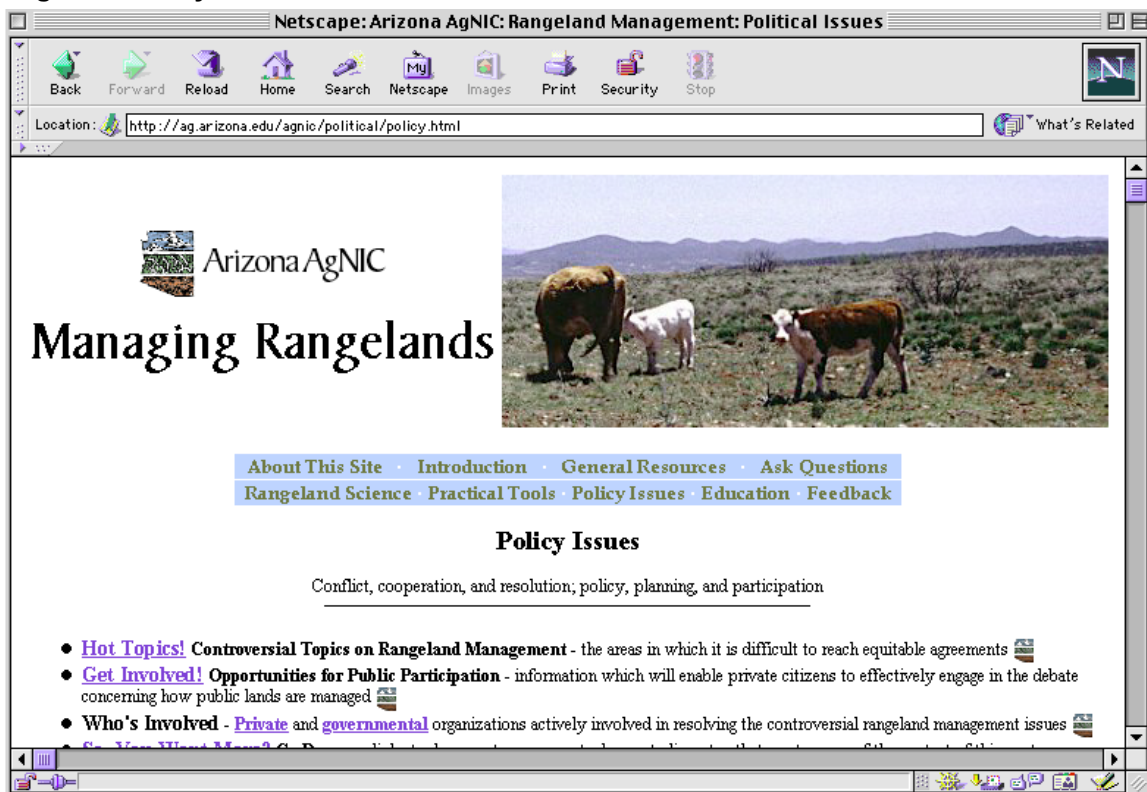 Netscape: Arizona AgNIC: Rangeland Management: Political Issues
Back Forward Reload Home Search Netscape Images Print Security Stop
My
N
Location: http://ag.arizona.edu/agnic/political/policy.html What's Related
Arizona AgNIC
Managing Rangelands
About This Site · Introduction · General Resources · Ask Questions
Rangeland Science · Practical Tools · Policy Issues · Education · Feedback
Policy Issues
Conflict, cooperation, and resolution; policy, planning, and participation
Hot Topics! Controversial Topics on Rangeland Management - the areas in which it is difficult to reach equitable agreements
Get Involved! Opportunities for Public Participation - information which will enable private citizens to effectively engage in the debate
concerning how public lands are managed
Who's Involved - Private and governmental organizations actively involved in resolving the controversial rangeland management issues